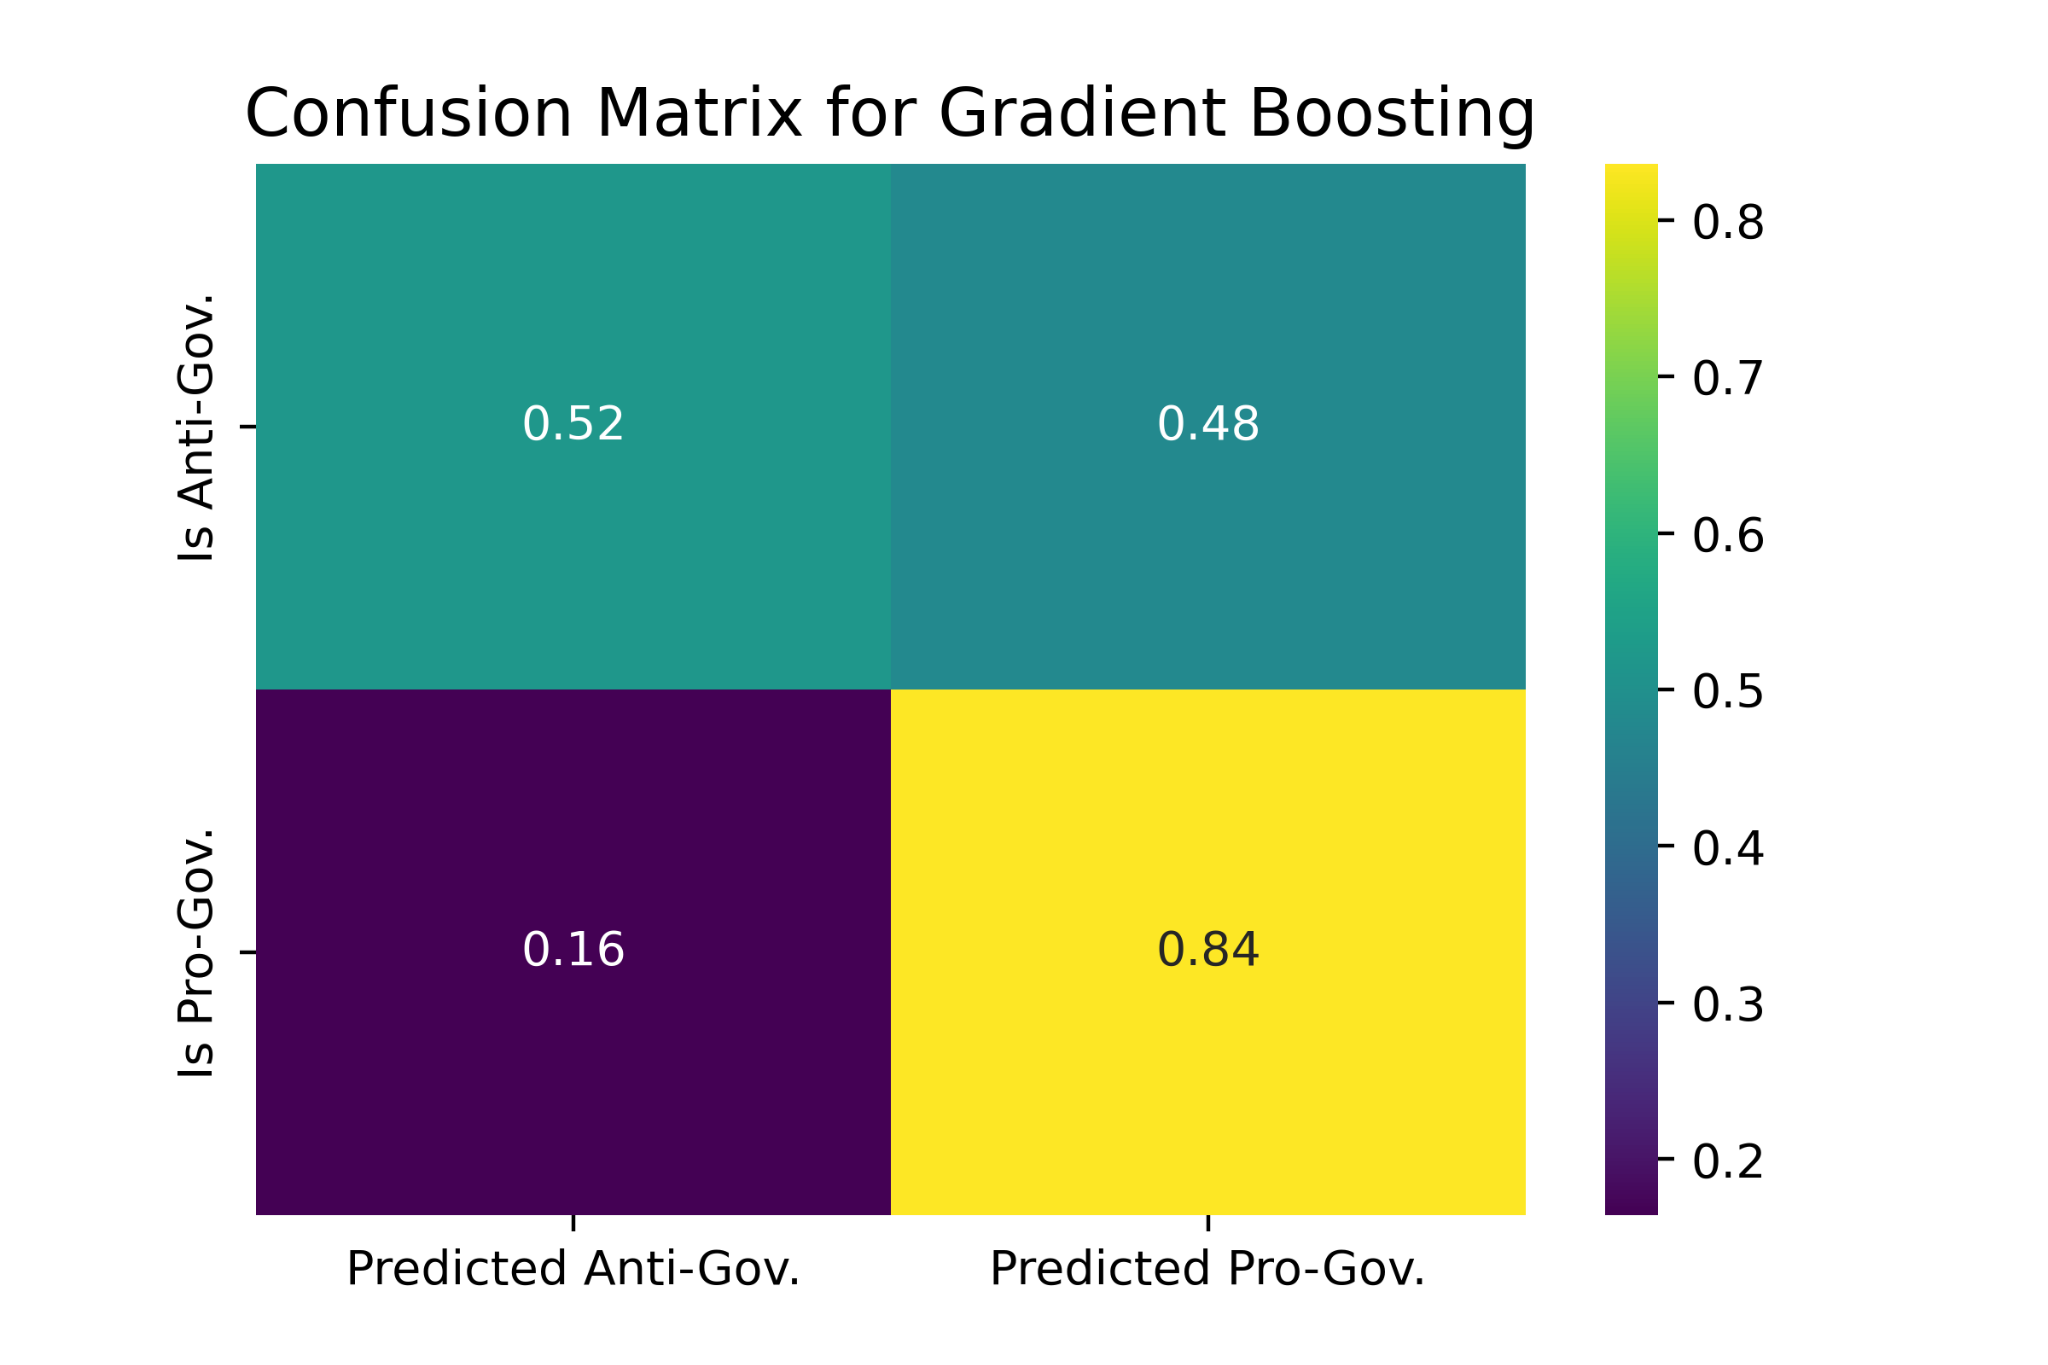 Confusion Matrix for Gradient Boosting
Is Anti-Gov.
0.52 0.48
Is Pro-Gov.
0.16 0.84
Predicted Anti-Gov. Predicted Pro-Gov.
0.8
0.7
0.6
0.5
0.4
0.3
0.2